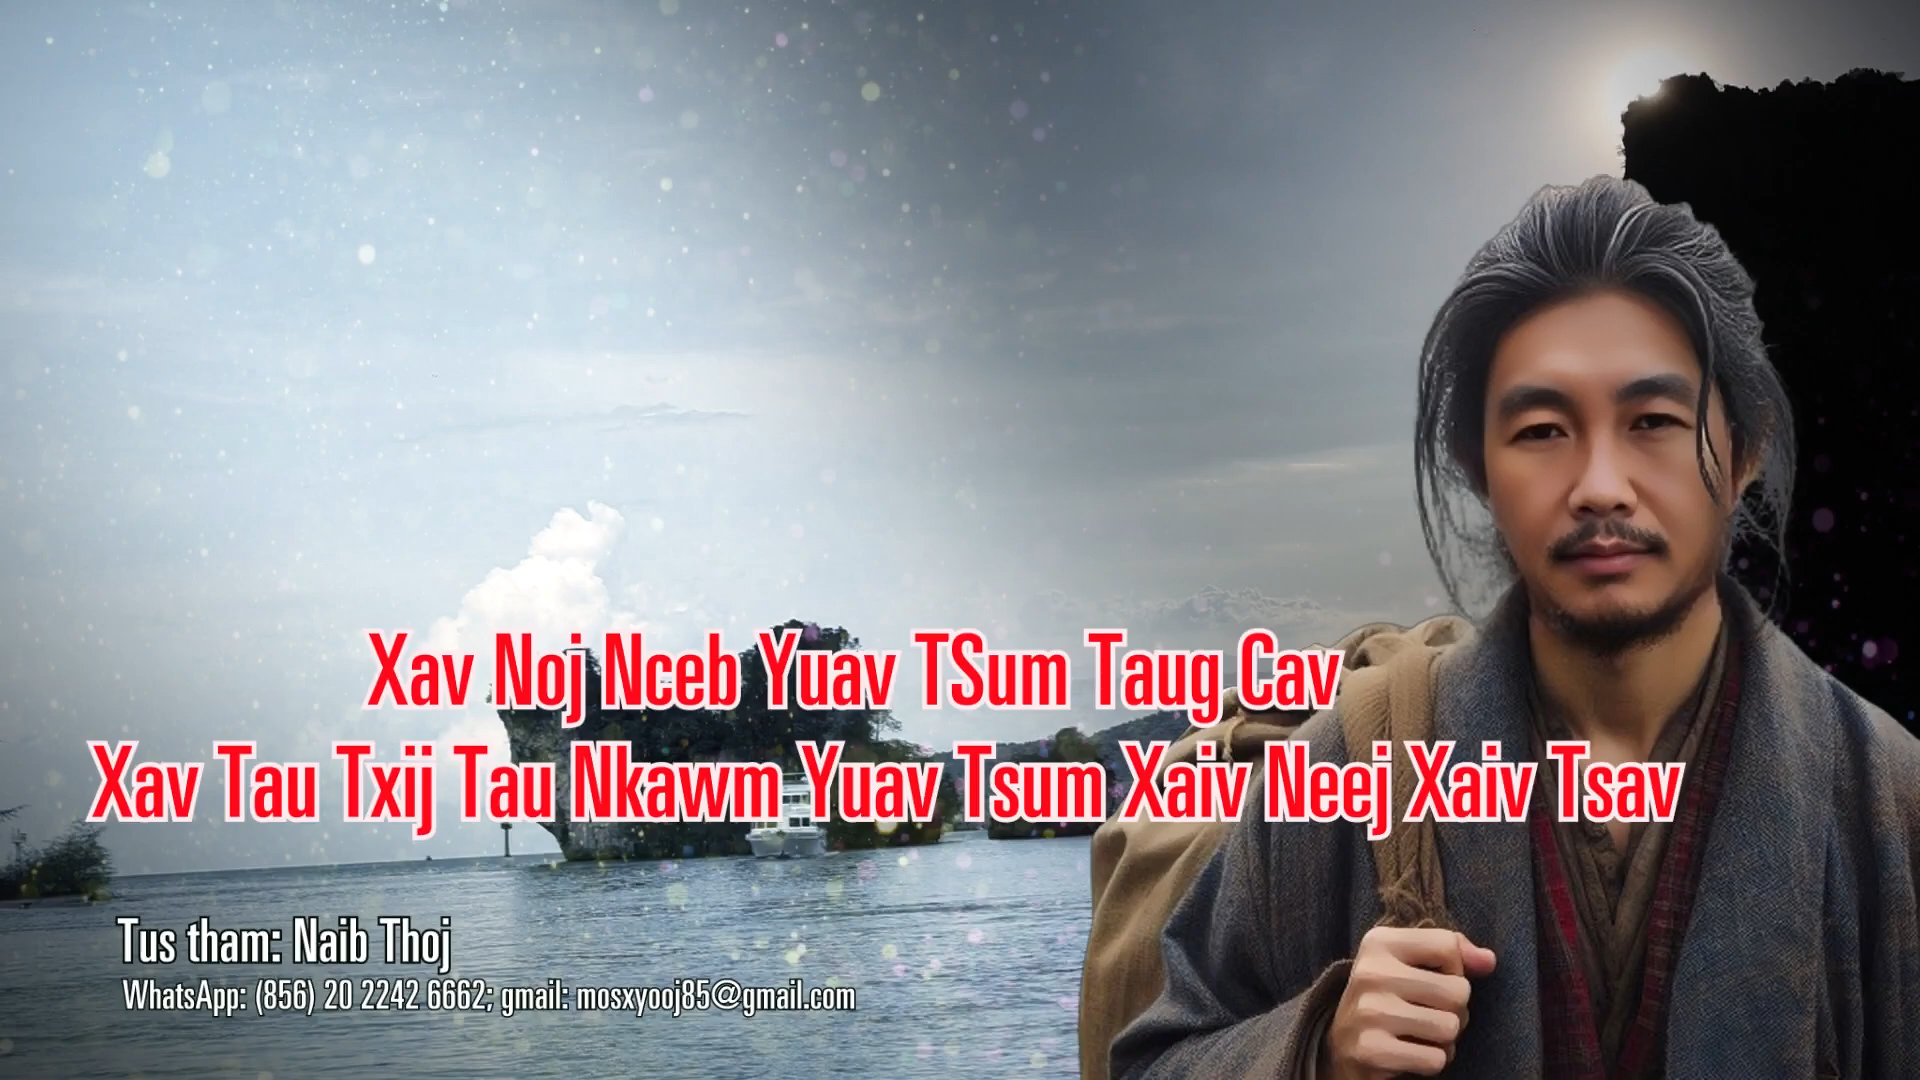 Xav Noj Nceb Yuav TSum Taug Cav
Xav Tau Txij Tau Nkawm Yuav Tsum Xaiv Neej Xaiv Tsav
Tus tham: Naib Thoj
WhatsApp: (856) 20 2242 6662; gmail: mosxyooj85@gmail.com